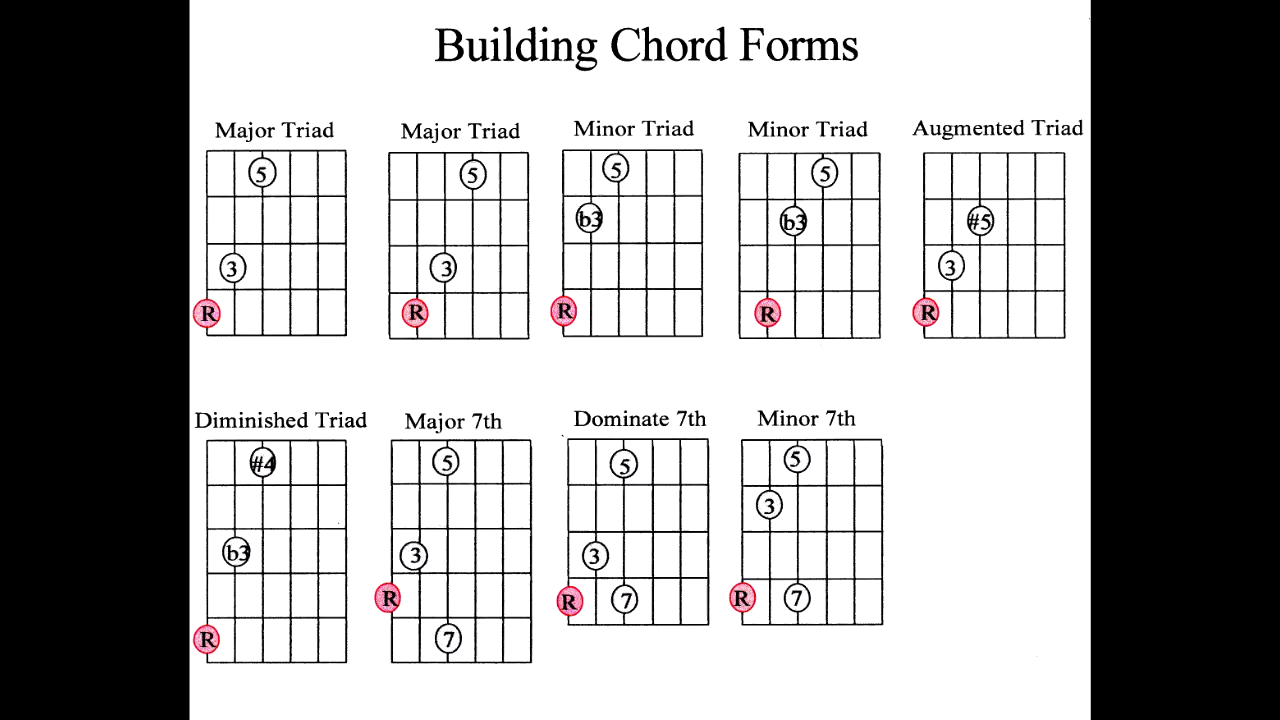 Building Chord Forms
Major Triad
5
3
R
Major Triad
5
3
R
Minor Triad
5
b3
R
Minor Triad
5
b3
R
Augmented Triad
#5
3
R
Diminished Triad
#4
b3
R
Major 7th
5
3
R
7
Dominate 7th
5
3
R 7
Minor 7th
5
3
R 7